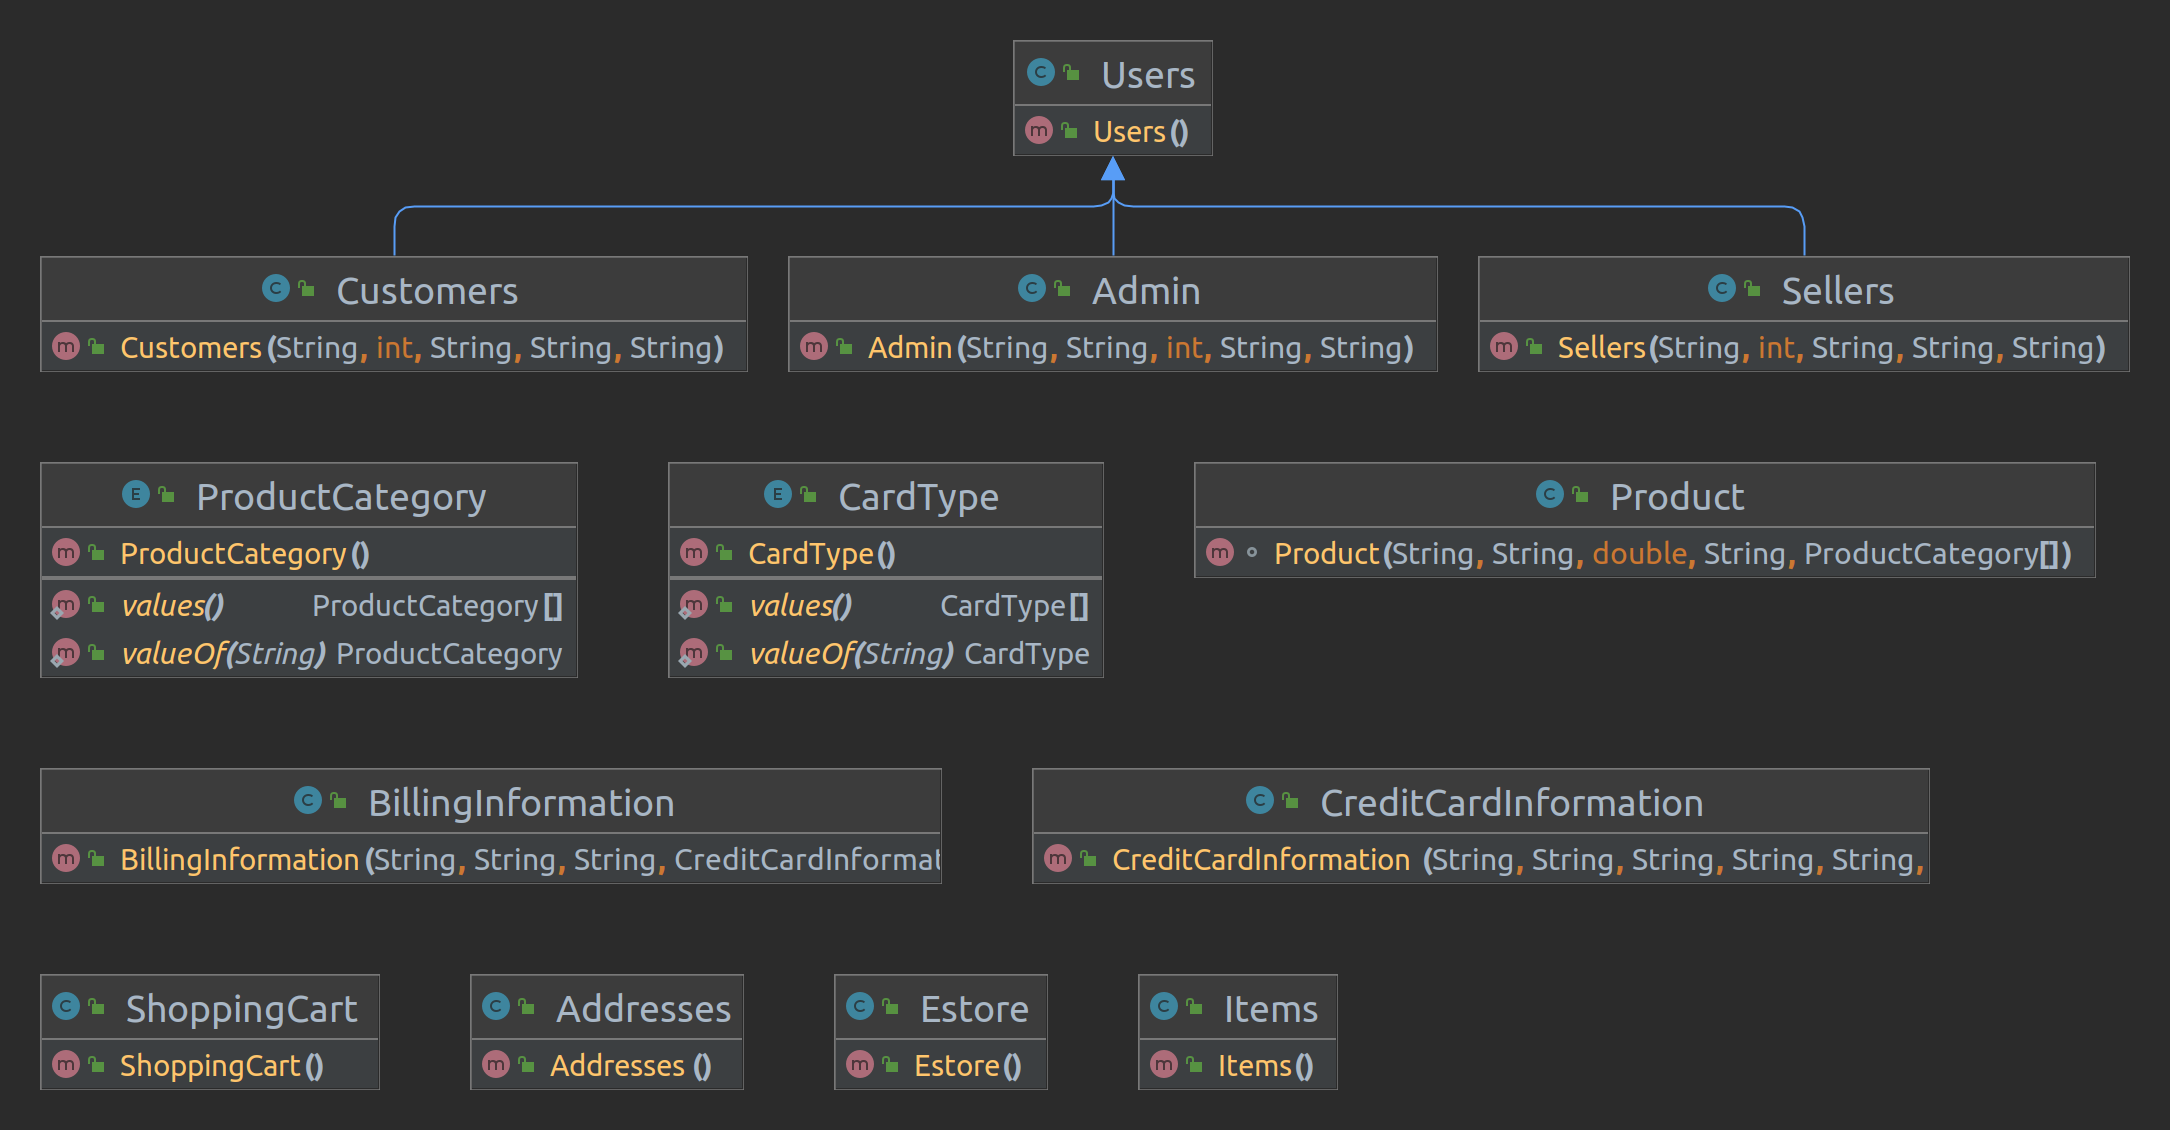 Users
Users()
Customers
Customers(String, int, String, String, String)
Admin
Admin(String, String, int, String, String)
Sellers
Sellers(String, int, String, String, String)
ProductCategory
ProductCategory()
values() ProductCategory[]
valueOf(String) ProductCategory
CardType
CardType()
values() CardType[]
valueOf(String) CardType
Product
Product(String, String, double, String, ProductCategory[])
BillingInformation
BillingInformation(String, String, String, CreditCardInformat
CreditCardInformation
CreditCardInformation (String, String, String, String, String,
ShoppingCart
ShoppingCart()
Addresses
Addresses ()
Estore
Estore()
Items
Items()